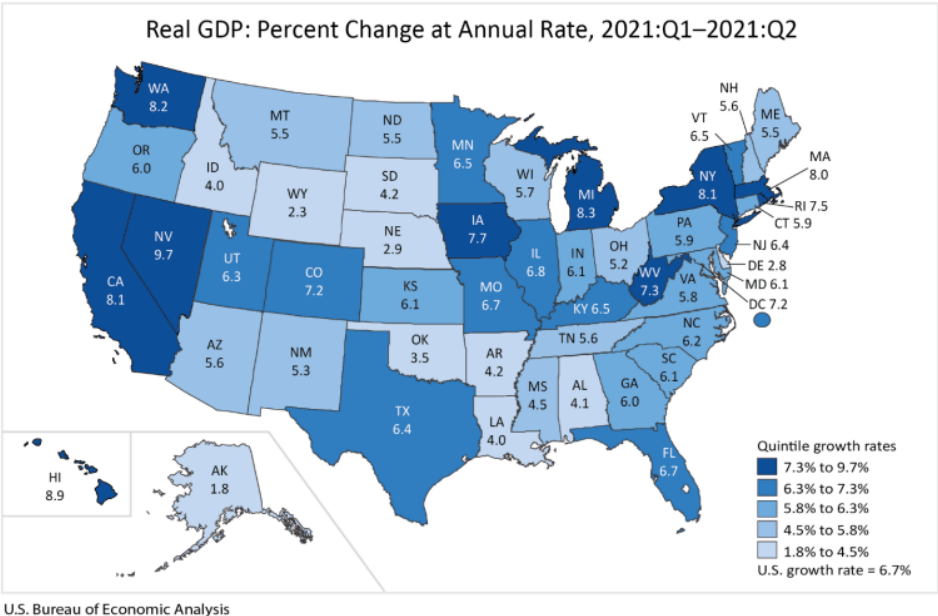 Real GDP: Percent Change at Annual Rate, 2021:Q1–2021:Q2
WA
8.2
MT
5.5
ND
5.5
MN
6.5
NH
5.6
VT
6.5
ME
5.5
OR
6.0
ID
4.0
WY
2.3
SD
4.2
WI
5.7
MI
8.3
NY
8.1
MA
8.0
RI 7.5
CT 5.9
NV
9.7
UT
6.3
CO
7.2
NE
2.9
IA
7.7
IL
6.8
IN
6.1
OH
5.2
PA
5.9
NJ 6.4
DE 2.8
MD 6.1
DC 7.2
CA
8.1
KS
6.1
MO
6.7
KY 6.5
WV
7.3
VA
5.8
AZ
5.6
NM
5.3
OK
3.5
AR
4.2
TN 5.6
NC
6.2
SC
6.1
TX
6.4
LA
4.0
MS
4.5
AL
4.1
GA
6.0
FL
6.7
HI
8.9
AK
1.8
Quintile growth rates
7.3% to 9.7%
6.3% to 7.3%
5.8% to 6.3%
4.5% to 5.8%
1.8% to 4.5%
U.S. growth rate = 6.7%
U.S. Bureau of Economic Analysis